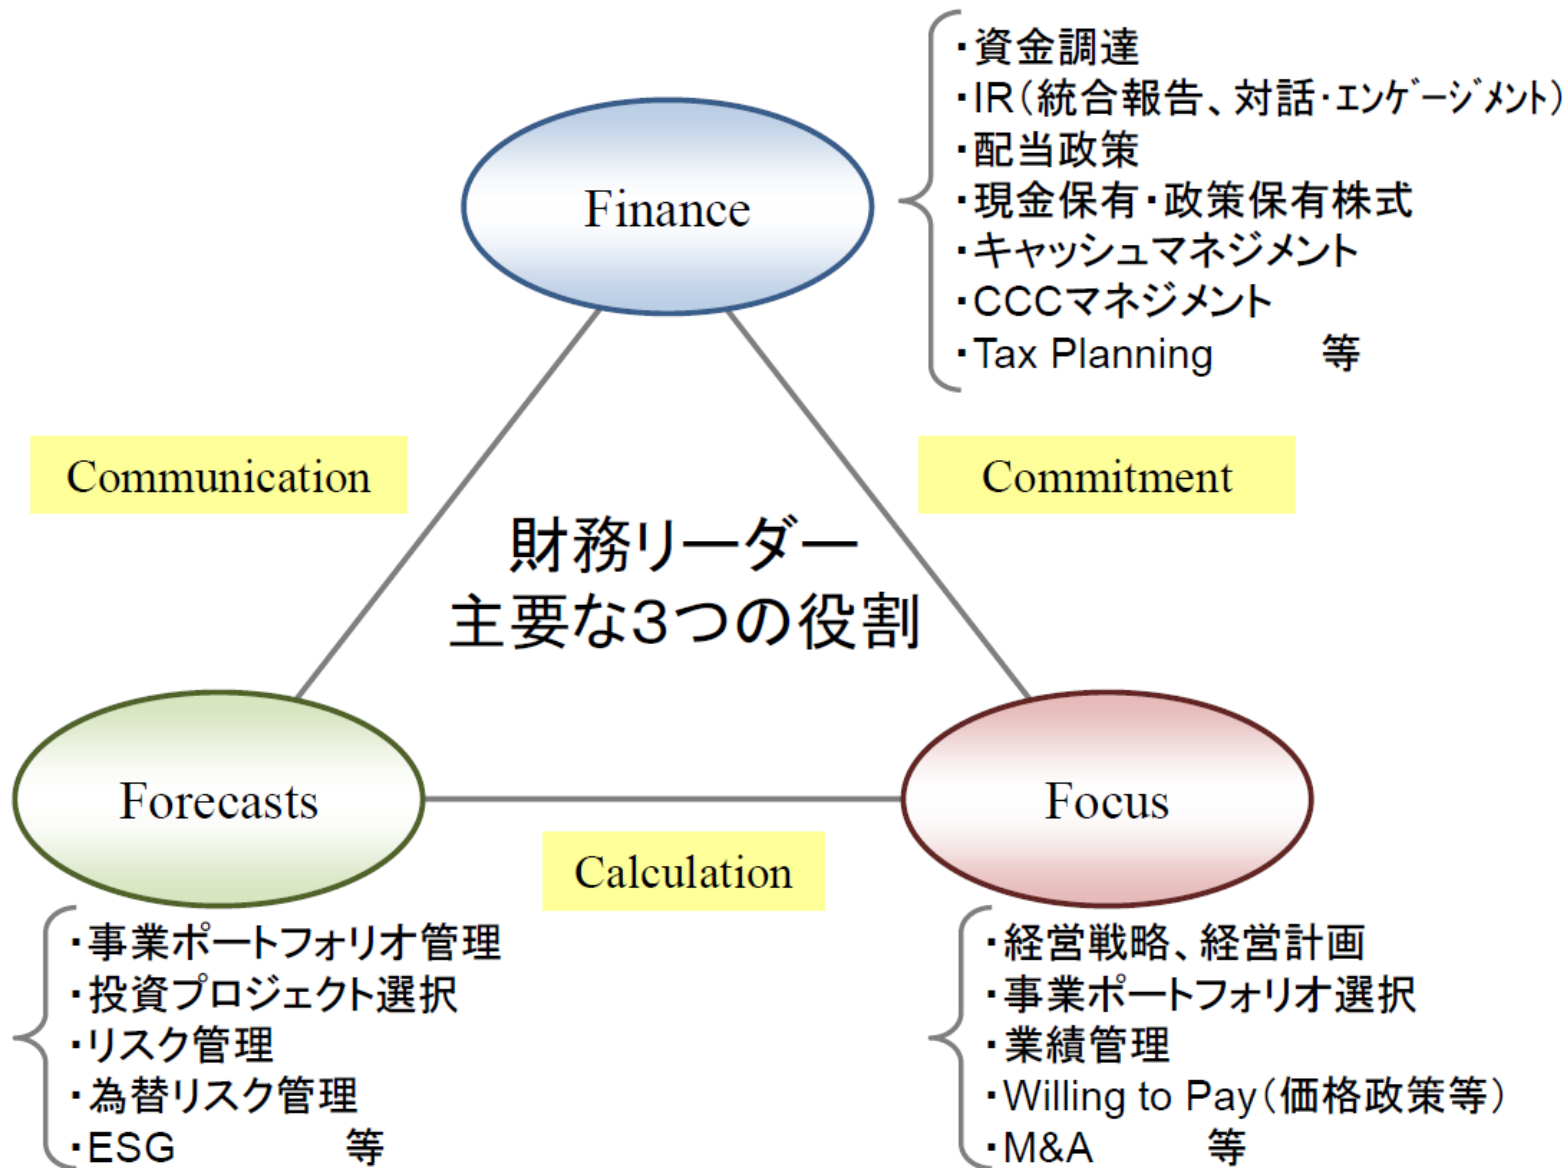 ・資金調達
・IR(統合報告、対話・ｴﾝｹﾞｰｼﾞﾒﾝﾄ)
・配当政策
・現金保有・政策保有株式
・キャッシュマネジメント
・CCCマネジメント
・Tax Planning 等
Finance
Communication
Commitment
財務リーダー
主要な3つの役割
Forecasts
Focus
Calculation
・事業ポートフォリオ管理
・投資プロジェクト選択
・リスク管理
・為替リスク管理
・ESG 等
・経営戦略、経営計画
・事業ポートフォリオ選択
・業績管理
・Willing to Pay(価格政策等)
・M&A 等